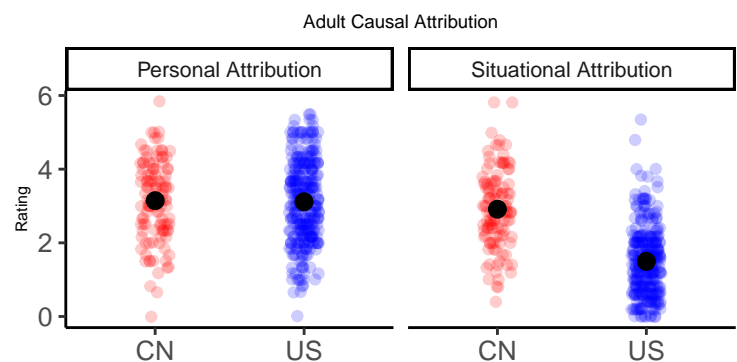 Adult Causal Attribution
Personal Attribution
Situational Attribution
Rating
6
4
2
0
CN
US
CN
US